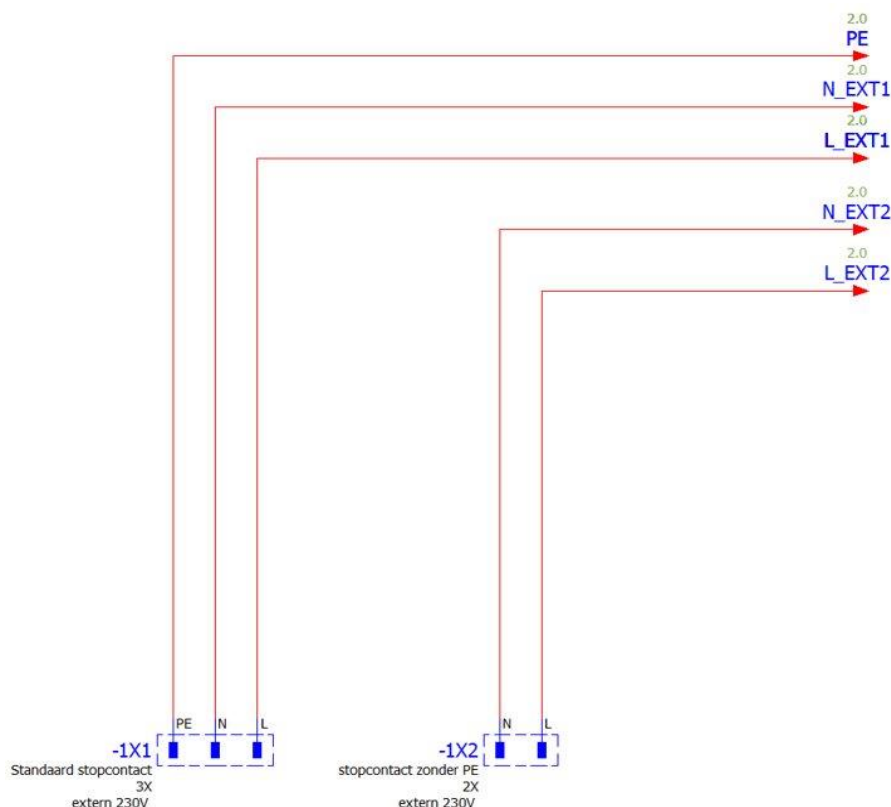 2.0
PE
2.0
N_EXT1
2.0
L_EXT1
2.0
N_EXT2
2.0
L_EXT2
PE N L
-1X1
Standaard stopcontact
3X
extern 230V
N L
-1X2
stopcontact zonder PE
2X
extern 230V